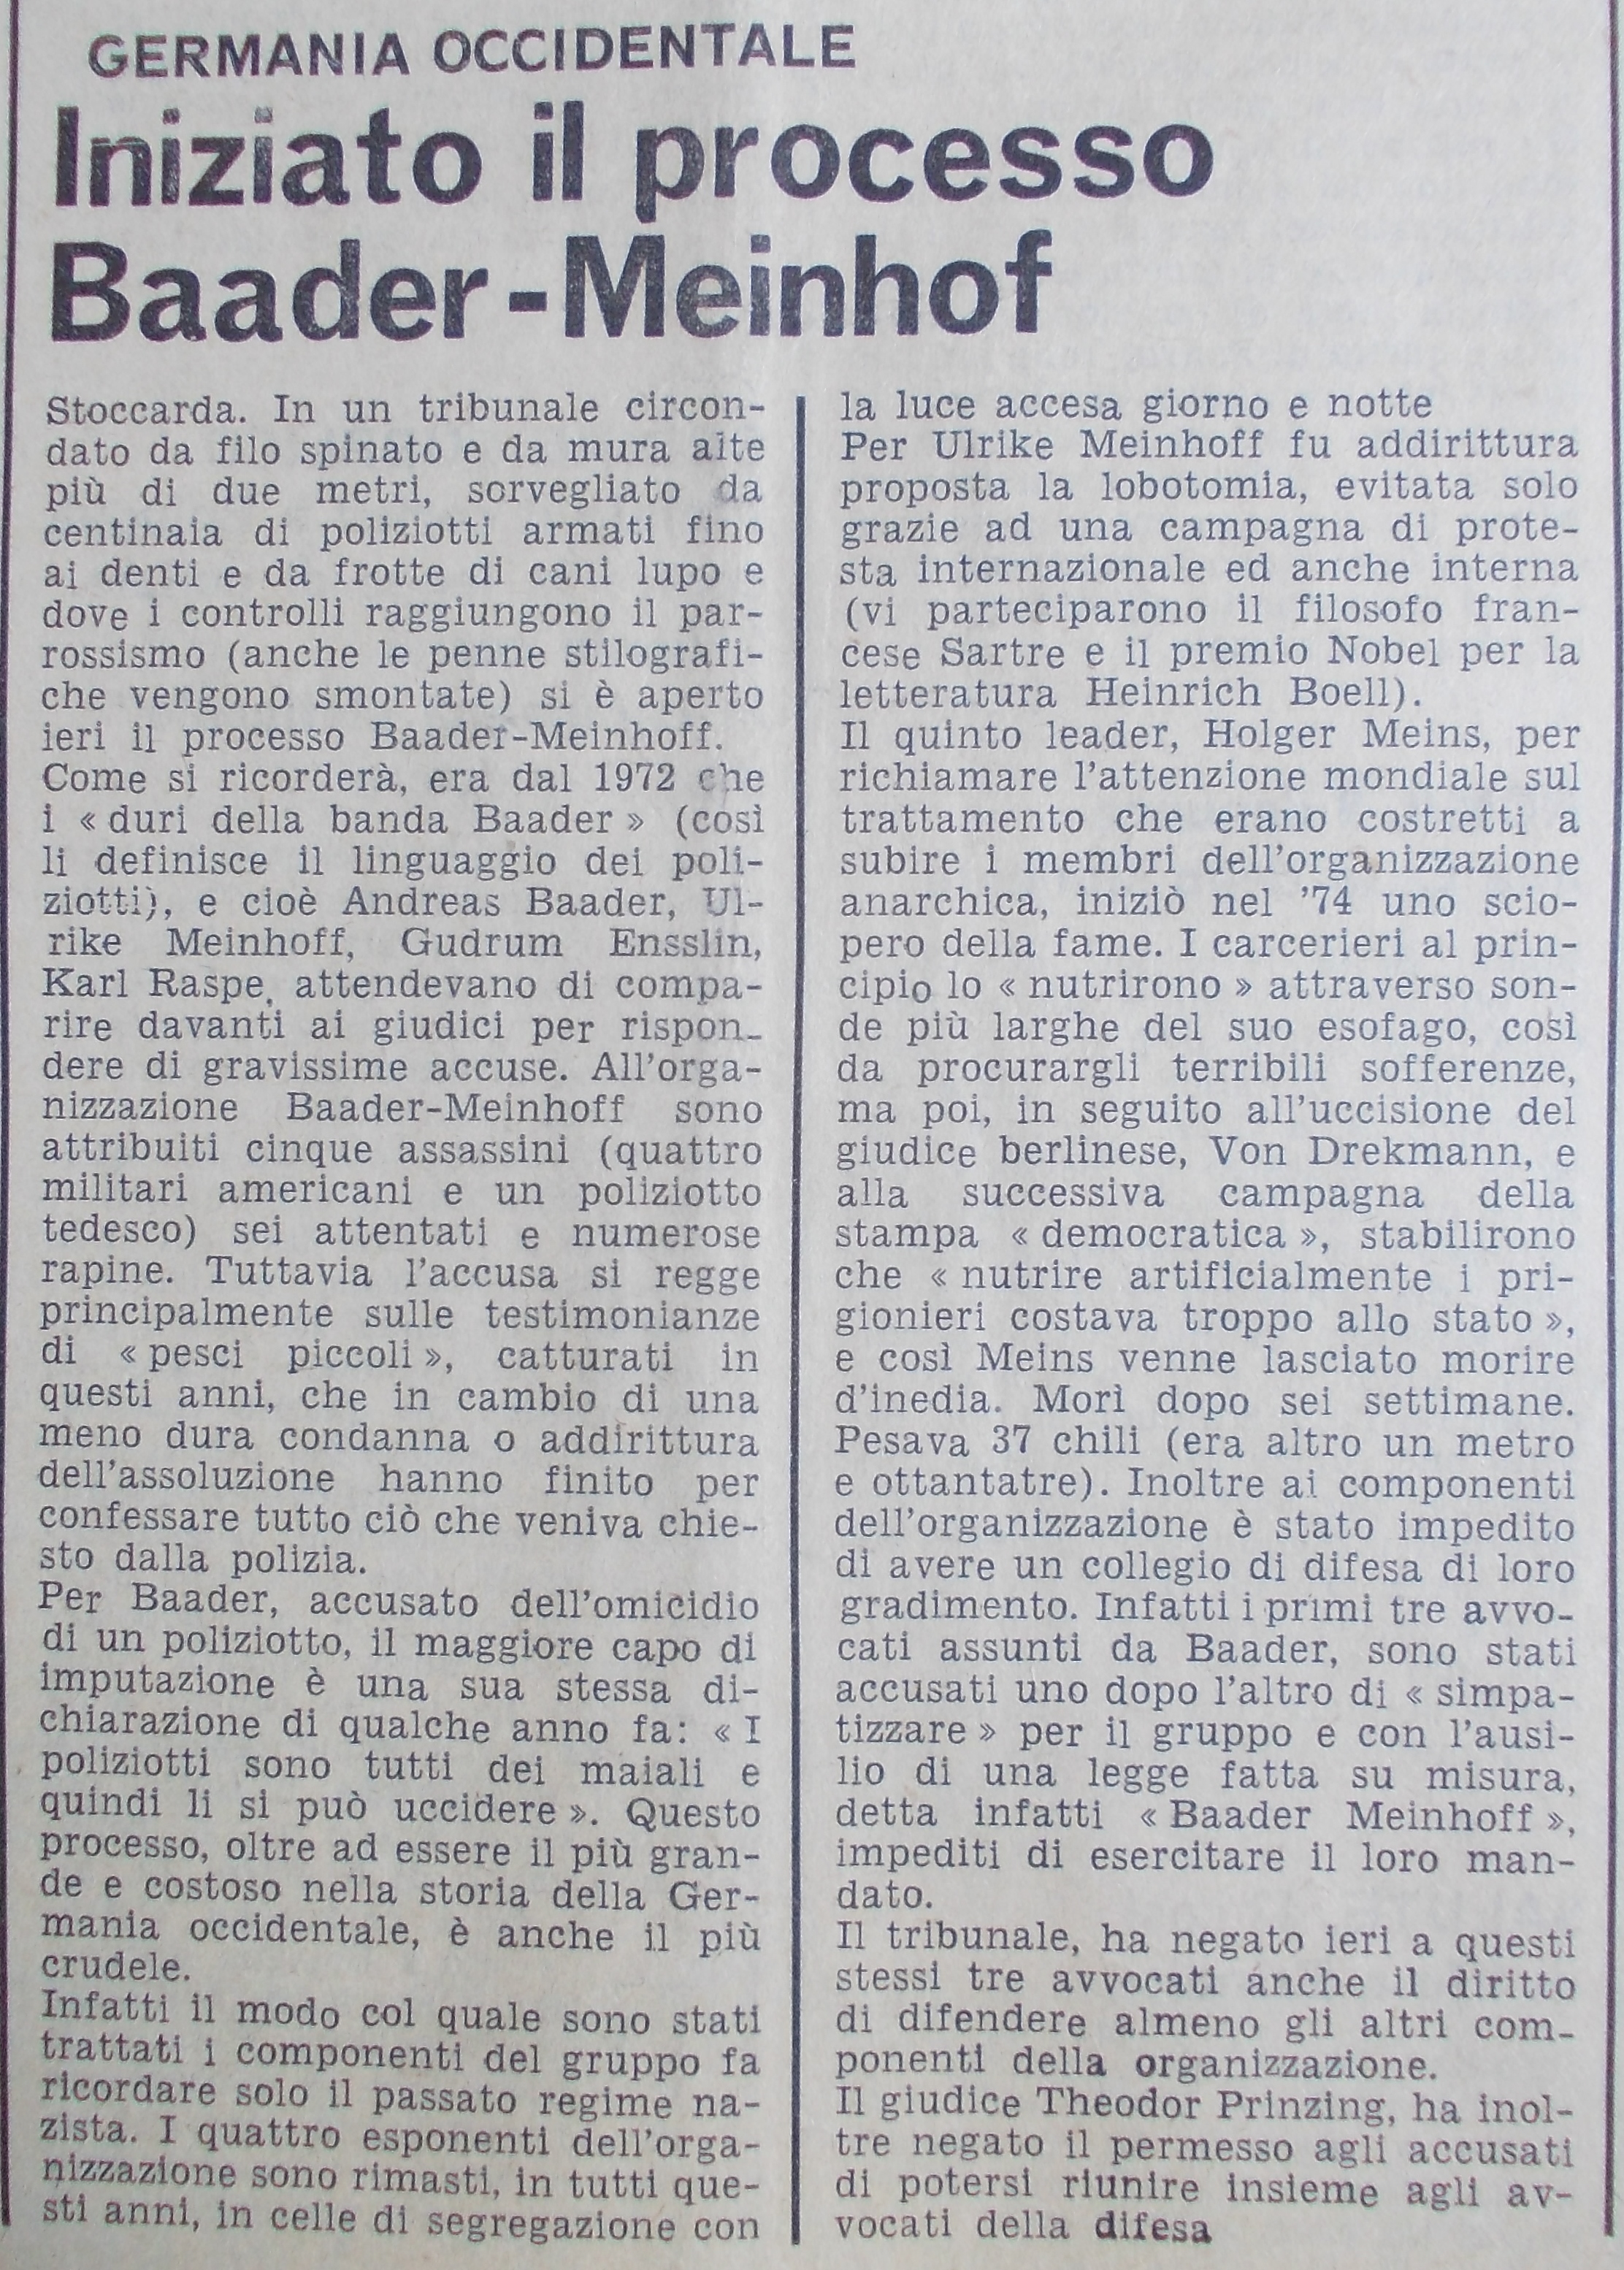 GERMANIA OCCIDENTALE
Iniziato il processo
Baader-Meinhof
Stoccarda. In un tribunale circon-
dato da filo spinato e da mura alte
più di due metri, sorvegliato da
centinaia di poliziotti armati fino
ai denti e da frotte di cani lupo e
dove i controlli raggiungono il par-
rossismo (anche le penne stilografi-
che vengono smontate) si è aperto
ieri il processo Baader-Meinhoff.
Come si ricorderà, era dal 1972 che
i « duri della banda Baader » (così
li definisce il linguaggio dei poli-
ziotti), e cioè Andreas Baader, Ul-
rike Meinhoff, Gudrum Ensslin,
Karl Raspe, attendevano di compa-
rire davanti ai giudici per rispon-
dere di gravissime accuse. All'orga-
nizzazione Baader-Meinhoff sono
attribuiti cinque assassini (quattro
militari americani e un poliziotto
tedesco) sei attentati e numerose
rapine. Tuttavia l'accusa si regge
principalmente sulle testimonianze
di « pesci piccoli », catturati in
questi anni, che in cambio di una
meno dura condanna o addirittura
dell'assoluzione hanno finito per
confessare tutto ciò che veniva chie-
sto dalla polizia.
Per Baader, accusato dell'omicidio
di un poliziotto, il maggiore capo di
imputazione è una sua stessa di-
chiarazione di qualche anno fa: « I
poliziotti sono tutti dei maiali e
quindi li si può uccidere ». Questo
processo, oltre ad essere il più gran-
de e costoso nella storia della Ger-
mania occidentale, è anche il più
crudele.
Infatti il modo col quale sono stati
trattati i componenti del gruppo fa
ricordare solo il passato regime na-
zista. I quattro esponenti dell'orga-
nizzazione sono rimasti, in tutti que-
sti anni, in celle di segregazione con
la luce accesa giorno e notte
Per Ulrike Meinhoff fu addirittura
proposta la lobotomia, evitata solo
grazie ad una campagna di prote-
sta internazionale ed anche interna
(vi parteciparono il filosofo fran-
cese Sartre e il premio Nobel per la
letteratura Heinrich Boell).
Il quinto leader, Holger Meins, per
richiamare l'attenzione mondiale sul
trattamento che erano costretti a
subire i membri dell'organizzazione
anarchica, iniziò nel '74 uno scio-
pero della fame. I carcerieri al prin-
cipio lo « nutrirono » attraverso son-
de più larghe del suo esofago, così
da procurargli terribili sofferenze,
ma poi, in seguito all'uccisione del
giudice berlinese, Von Drekmann, e
alla successiva campagna della
stampa « democratica », stabilirono
che « nutrire artificialmente i pri-
gionieri costava troppo allo stato »,
e così Meins venne lasciato morire
d'inedia. Morì dopo sei settimane.
Pesava 37 chili (era altro un metro
e ottantatre). Inoltre ai componenti
dell'organizzazione è stato impedito
di avere un collegio di difesa di loro
gradimento. Infatti i primi tre avvo-
cati assunti da Baader, sono stati
accusati uno dopo l'altro di « simpa-
tizzare » per il gruppo e con l'ausi-
lio di una legge fatta su misura,
detta infatti « Baader Meinhoff »,
impediti di esercitare il loro man-
dato.
Il tribunale, ha negato ieri a questi
stessi tre avvocati anche il diritto
di difendere almeno gli altri com-
ponenti della organizzazione.
Il giudice Theodor Prinzing, ha inol-
tre negato il permesso agli accusati
di potersi riunire insieme agli av-
vocati della difesa